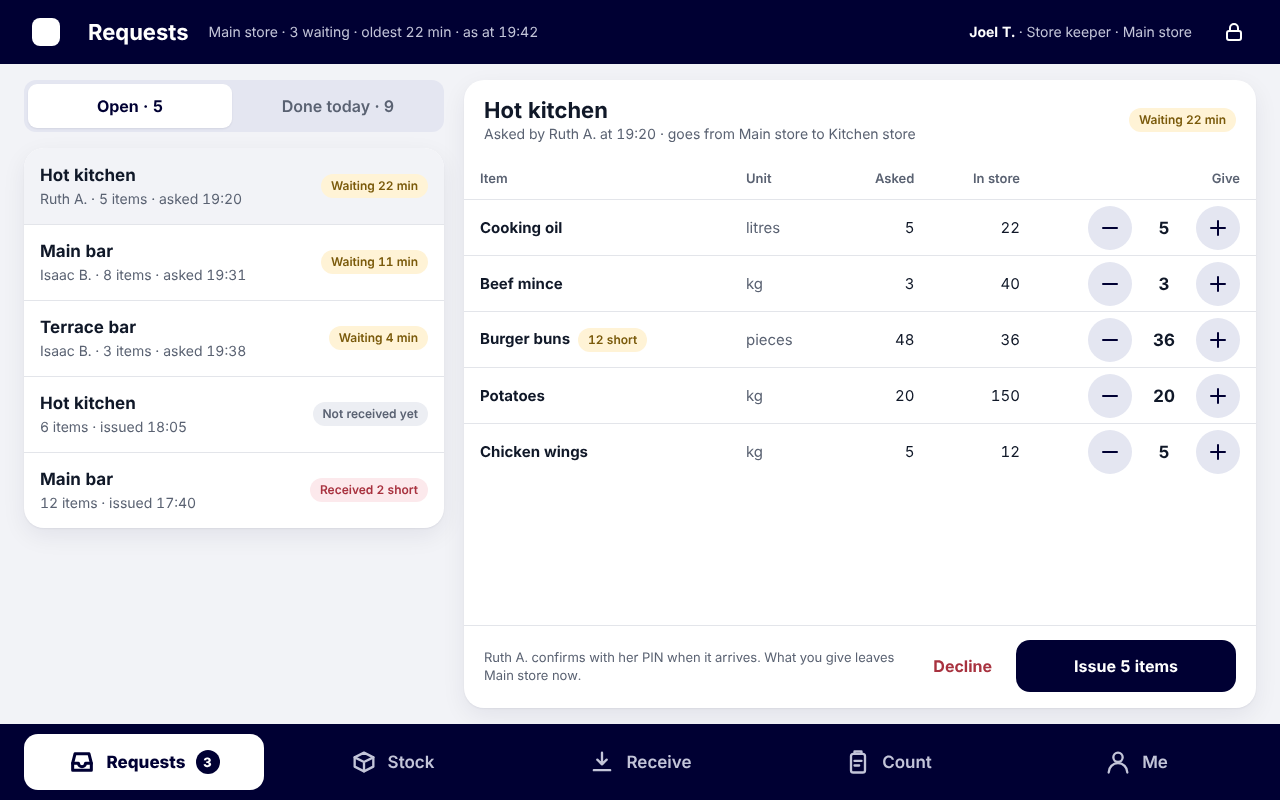 Requests
Main store · 3 waiting · oldest 22 min · as at 19:42
Joel T. · Store keeper · Main store
Open · 5
Done today · 9
Hot kitchen
Ruth A. · 5 items · asked 19:20
Waiting 22 min
Main bar
Isaac B. · 8 items · asked 19:31
Waiting 11 min
Terrace bar
Isaac B. · 3 items · asked 19:38
Waiting 4 min
Hot kitchen
6 items · issued 18:05
Not received yet
Main bar
12 items · issued 17:40
Received 2 short
Hot kitchen
Asked by Ruth A. at 19:20 · goes from Main store to Kitchen store
Waiting 22 min
Item Unit Asked In store Give
Cooking oil litres 5 22 − 5 +
Beef mince kg 3 40 − 3 +
Burger buns 12 short pieces 48 36 − 36 +
Potatoes kg 20 150 − 20 +
Chicken wings kg 5 12 − 5 +
Ruth A. confirms with her PIN when it arrives. What you give leaves
Main store now.
Decline
Issue 5 items
Requests 3
Stock
Receive
Count
Me